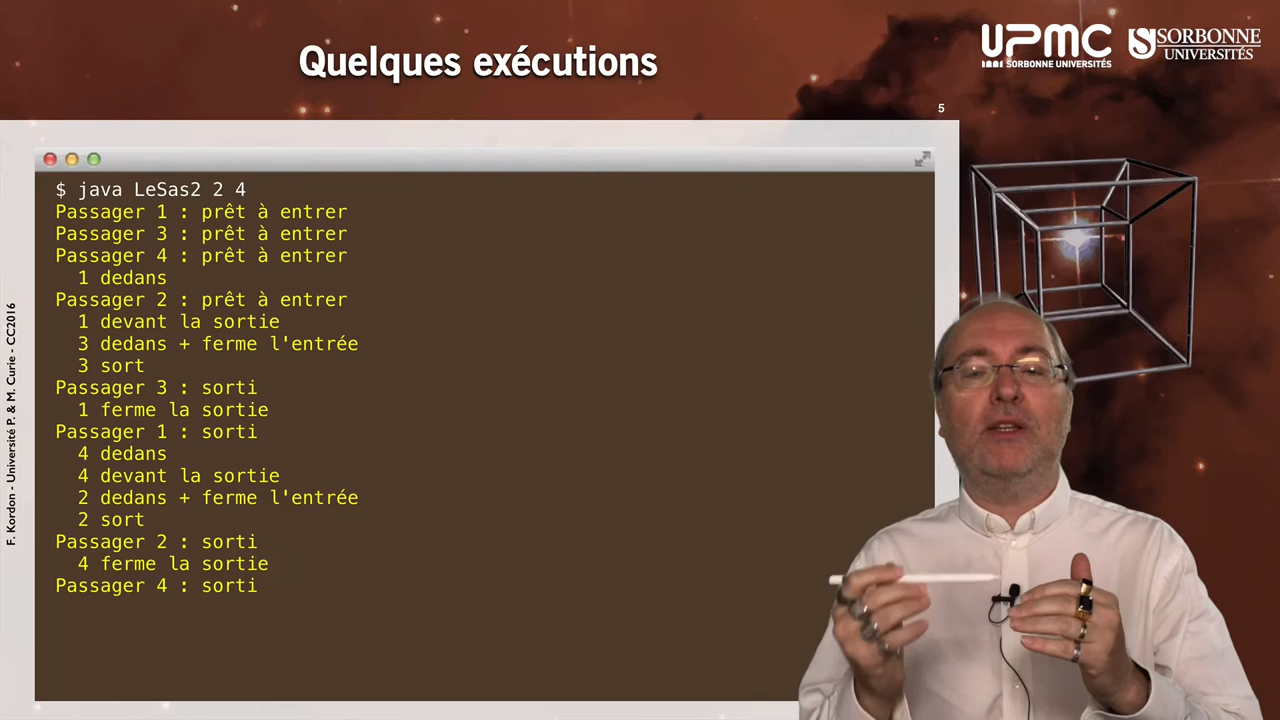 Quelques exécutions
UPMC
SORBONNE UNIVERSITÉS
SORBONNE
UNIVERSITÉS
5
$ java LeSas2 2 4
Passager 1 : prêt à entrer
Passager 3 : prêt à entrer
Passager 4 : prêt à entrer
1 dedans
Passager 2 : prêt à entrer
1 devant la sortie
3 dedans + ferme l'entrée
3 sort
Passager 3 : sorti
1 ferme la sortie
Passager 1 : sorti
4 dedans
4 devant la sortie
2 dedans + ferme l'entrée
2 sort
Passager 2 : sorti
4 ferme la sortie
Passager 4 : sorti
F. Kordon - Université P. & M. Curie - CC2016